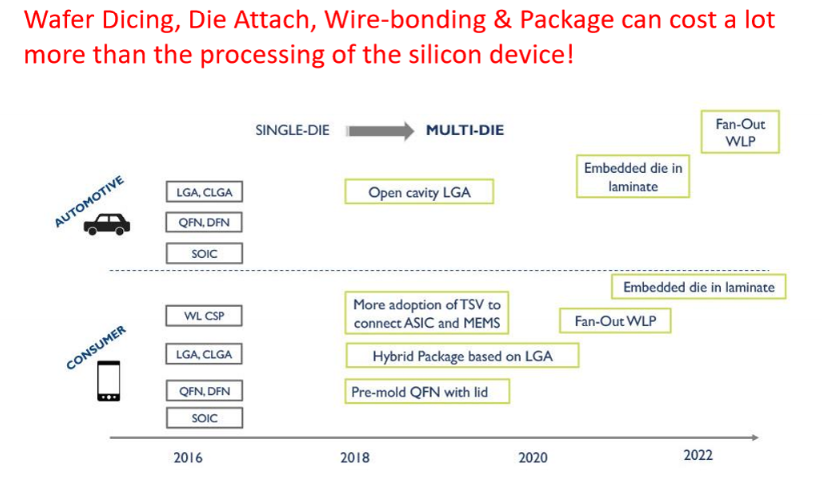 Wafer Dicing, Die Attach, Wire-bonding & Package can cost a lot
more than the processing of the silicon device!
SINGLE-DIE
MULTI-DIE
Fan-Out
WLP
Embedded die in
laminate
AUTOMOTIVE
LGA, CLGA
Open cavity LGA
QFN, DFN
SOIC
Embedded die in laminate
WL CSP
More adoption of TSV to
connect ASIC and MEMS
Fan-Out WLP
CONSUMER
LGA, CLGA
Hybrid Package based on LGA
QFN, DFN
Pre-mold QFN with lid
SOIC
2016
2018
2020
2022